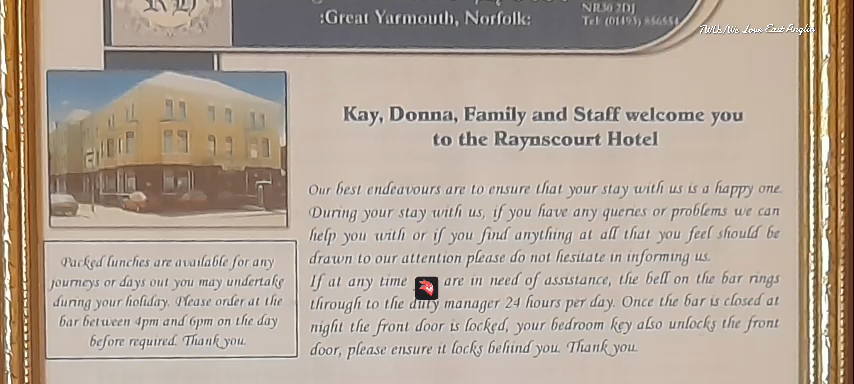 RH
:Great Yarmouth, Norfolk:
NR30 2DJ
Tel: (01493)
TWLb/We Love East Anglia
Kay, Donna, Family and Staff welcome you
to the Raynscourt Hotel
Our best endeavours are to ensure that your stay with us is a happy one.
During your stay with us, if you have any queries or problems we can
help you with or if you find anything at all that you feel should be
drawn to our attention please do not hesitate in informing us.
If at any time are in need of assistance, the bell on the bar rings
through to the duty manager 24 hours per day. Once the bar is closed at
night the front door is locked, your bedroom key also unlocks the front
door, please ensure it locks behind you. Thank you.
Packed lunches are available for any
journeys or days out you may undertake
during your holiday. Please order at the
bar between 4pm and 6pm on the day
before required. Thank you.